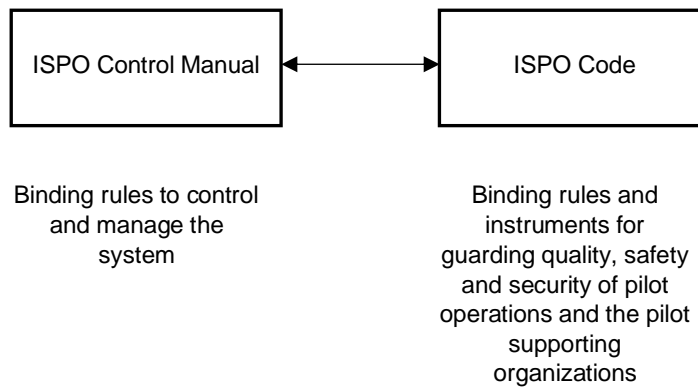 ISPO Control Manual
ISPO Code
Binding rules to control
and manage the
system
Binding rules and
instruments for
guarding quality, safety
and security of pilot
operations and the pilot
supporting
organizations